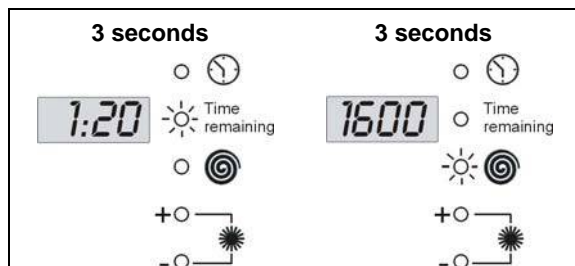 3 seconds
3 seconds
1:20
Time
remaining
1600
Time
remaining
+
-
+
-